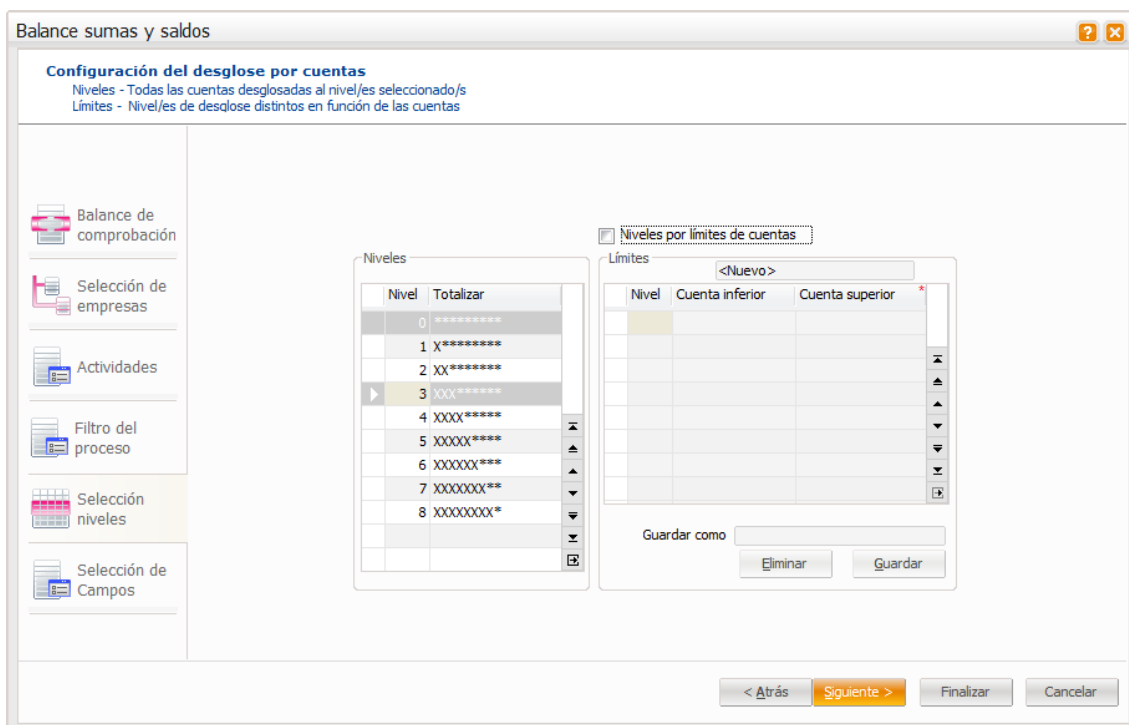 Balance sumas y saldos
Configuración del desglose por cuentas
Niveles - Todas las cuentas desglosadas al nivel/es seleccionado/s
Límites - Nivel/es de desglose distintos en función de las cuentas
Balance de
comprobación
Selección de
empresas
Actividades
Filtro del
proceso
Selección
niveles
Selección de
Campos
Niveles
Nivel Totalizar
0 *********
1 X********
2 XX*******
3 XXX******
4 XXXX*****
5 XXXXX****
6 XXXXXX***
7 XXXXXXX**
8 XXXXXXXX*
Niveles por límites de cuentas
Límites
<Nuevo>
Nivel Cuenta inferior Cuenta superior *
Guardar como
Eliminar Guardar
< Atrás Siguiente > Finalizar Cancelar